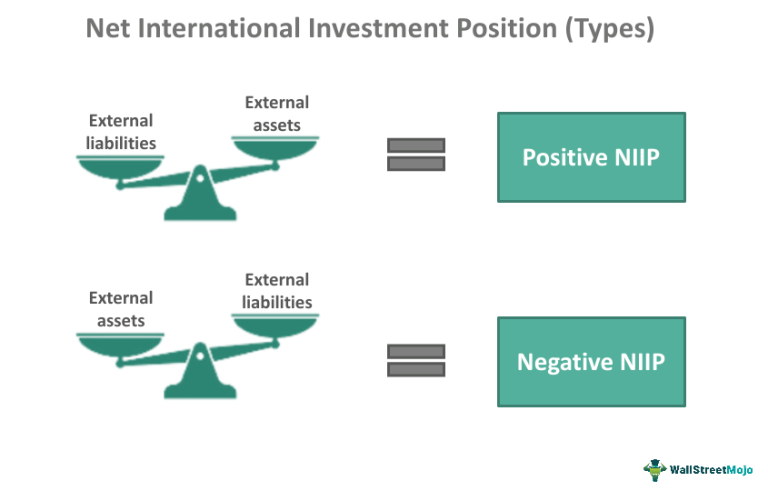 Net International Investment Position (Types)
External
liabilities
External
assets
Positive NIIP
External
assets
External
liabilities
Negative NIIP
WallStreetMojo